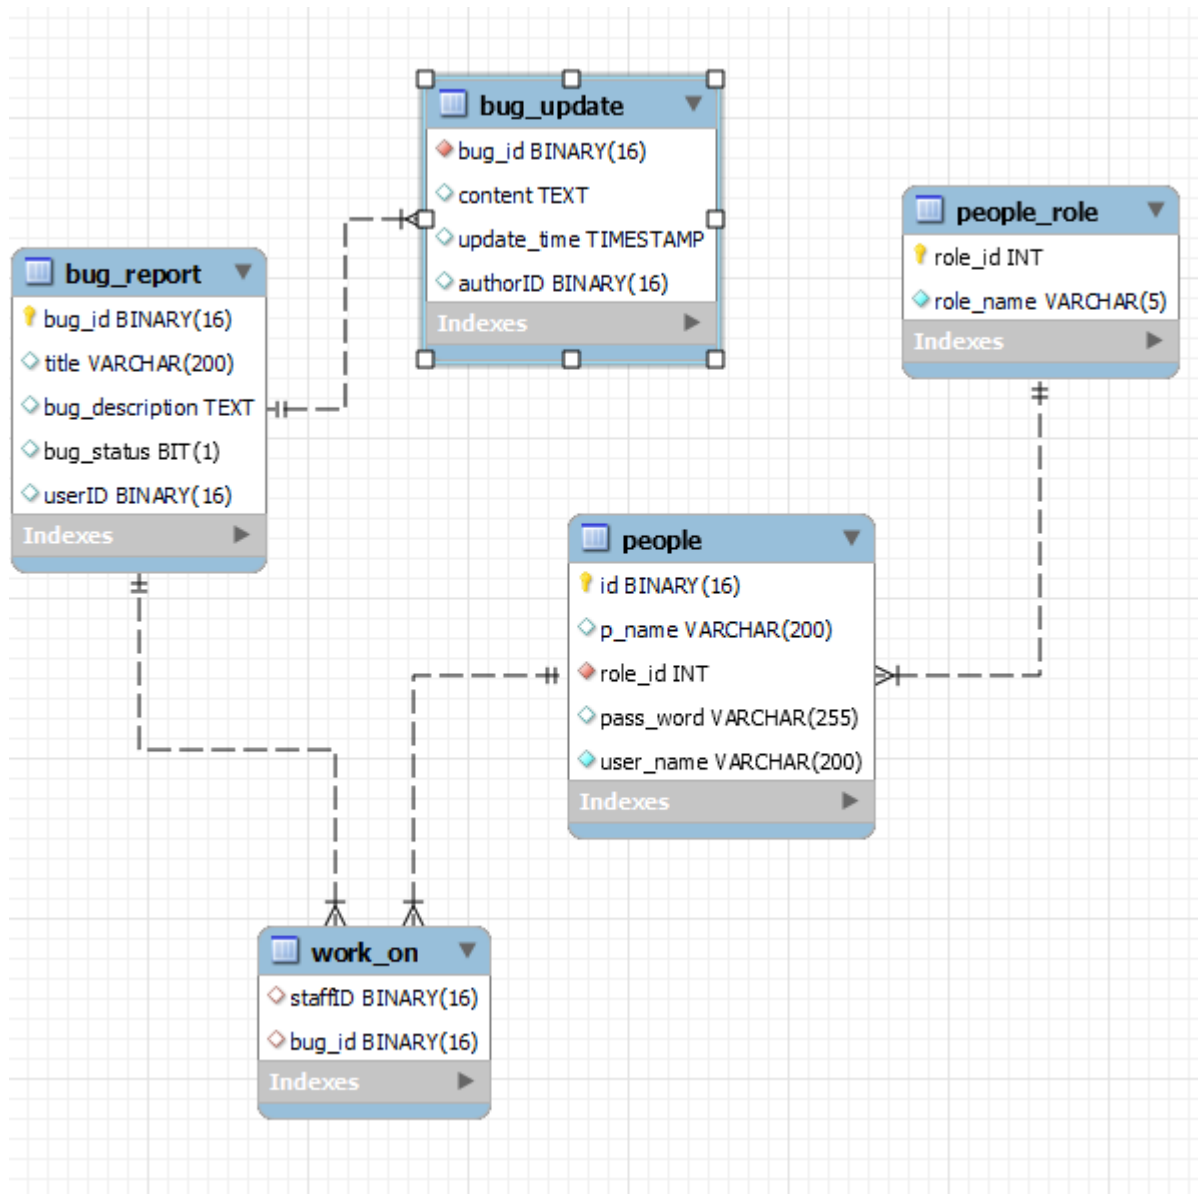 bug_update
bug_id BINARY(16)
content TEXT
update_time TIMESTAMP
authorID BINARY(16)
Indexes
people_role
role_id INT
role_name VARCHAR(5)
Indexes
bug_report
bug_id BINARY(16)
title VARCHAR(200)
bug_description TEXT
bug_status BIT(1)
userID BINARY(16)
Indexes
people
id BINARY(16)
p_name VARCHAR(200)
role_id INT
pass_word VARCHAR(255)
user_name VARCHAR(200)
Indexes
work_on
staffID BINARY(16)
bug_id BINARY(16)
Indexes